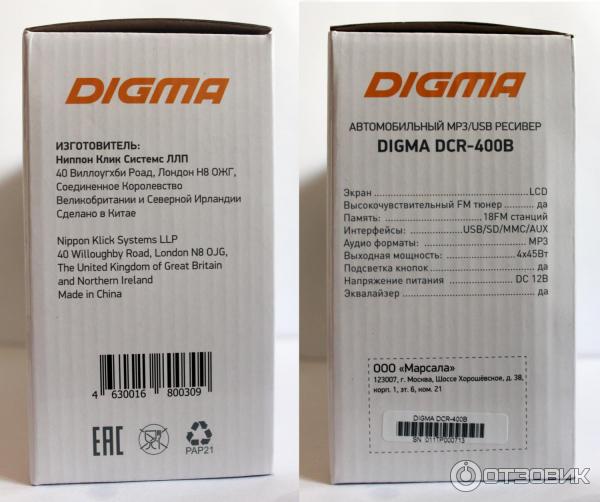 DIGMA
ИЗГОТОВИТЕЛЬ:
Ниппон Клик Системс ЛЛП
40 Виллоугхби Роад, Лондон Н8 ОЖГ,
Соединенное Королевство
Великобритании и Северной Ирландии
Сделано в Китае
Nippon Klick Systems LLP
40 Willoughby Road, London N8 OJG,
The United Kingdom of Great Britain
and Northern Ireland
Made in China
4 630016 800309
EAC
PAP21
DIGMA
АВТОМОБИЛЬНЫЙ MP3/USB РЕСИВЕР
DIGMA DCR-400B
Экран LCD
Высокочувствительный FM тюнер да
Память: 18FM станций
Интерфейсы: USB/SD/MMC/AUX
Аудио форматы: MP3
Выходная мощность: 4x45Вт
Подсветка кнопок да
Напряжение питания DC 12В
Эквалайзер да
ООО «Марсала»
123007, г. Москва, Шоссе Хорошёвское, д. 38,
корп. 1, эт. 6, ком. 21
DIGMA DCR-400B
SN 011TP000713
ОТЗОВИК